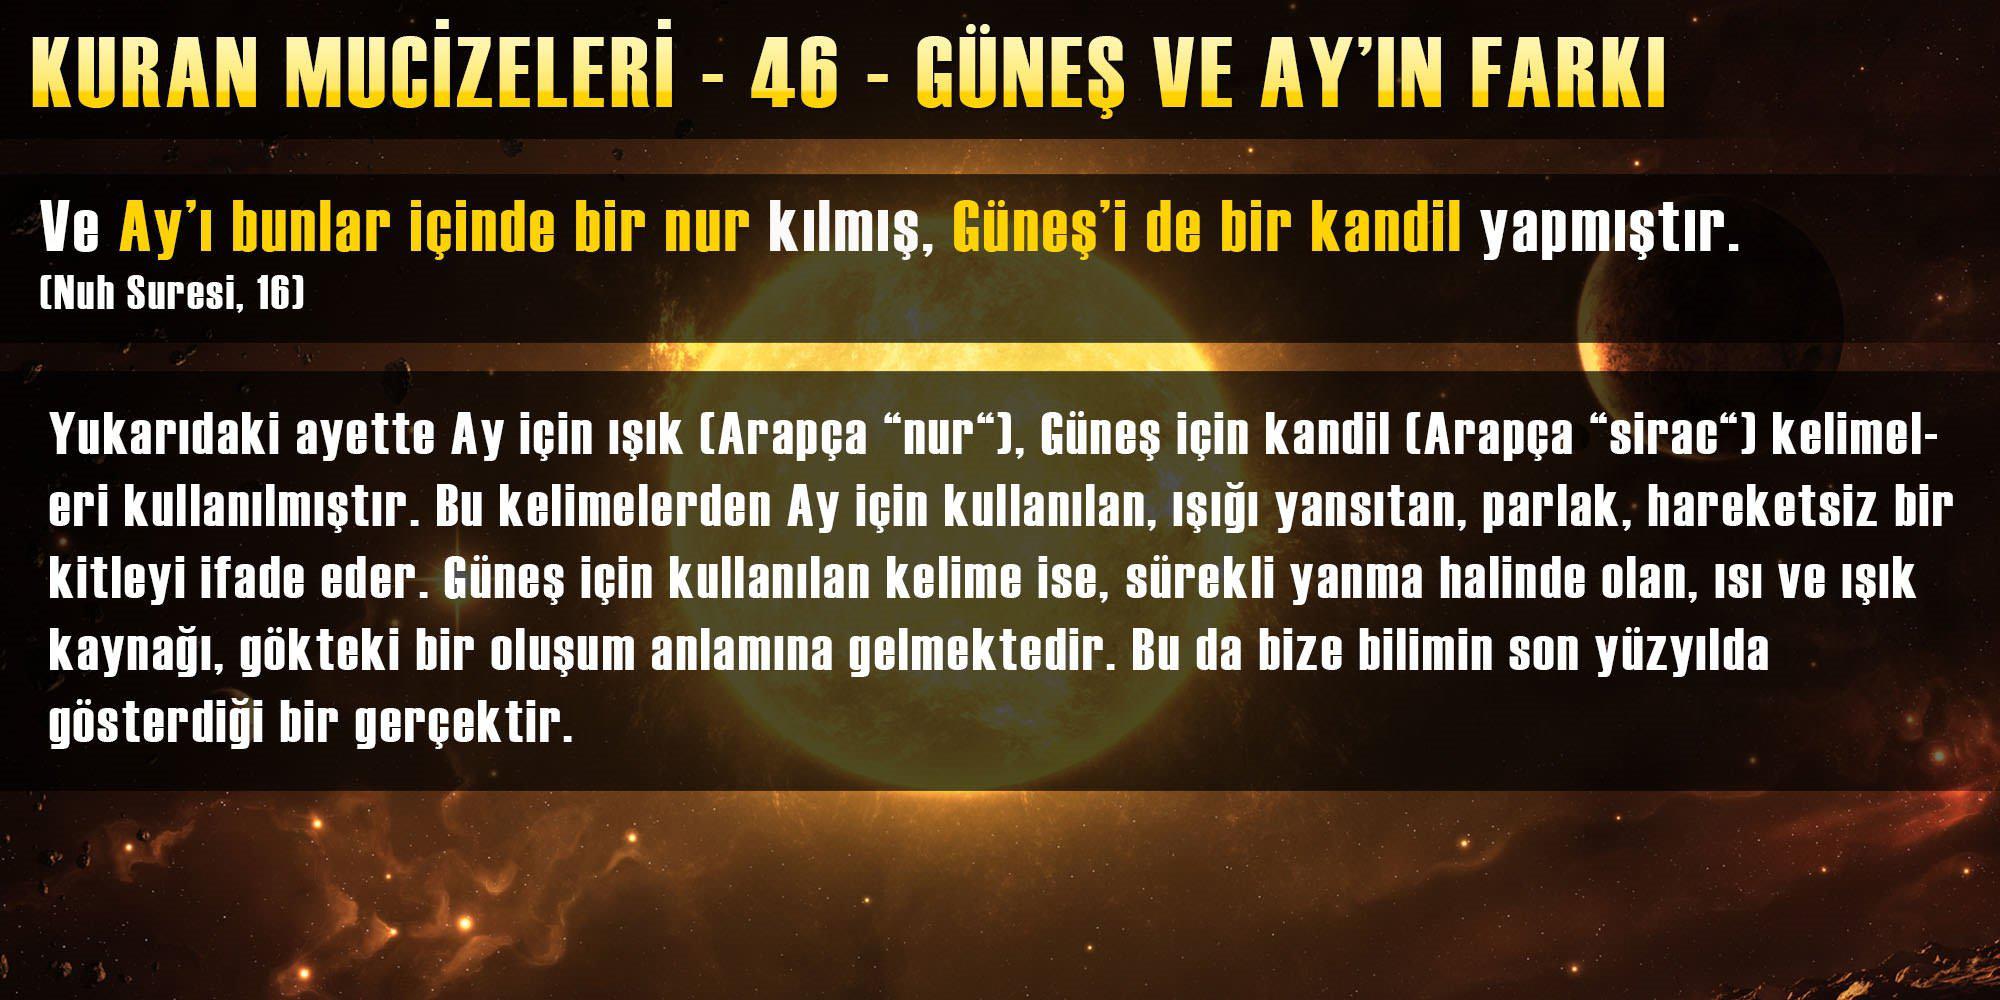 KURAN MUCİZELERİ - 46 - GÜNEŞ VE AY’IN FARKI
Ve Ay’ı bunlar içinde bir nur kılmış, Güneş’i de bir kandil yapmıştır.
(Nuh Suresi, 16)
Yukarıdaki ayette Ay için ışık (Arapça “nur“), Güneş için kandil (Arapça “sirac“) kelimel-
eri kullanılmıştır. Bu kelimelerden Ay için kullanılan, ışığı yansıtan, parlak, hareketsiz bir
kitleyi ifade eder. Güneş için kullanılan kelime ise, sürekli yanma halinde olan, ısı ve ışık
kaynağı, gökteki bir oluşum anlamına gelmektedir. Bu da bize bilimin son yüzyılda
gösterdiği bir gerçektir.